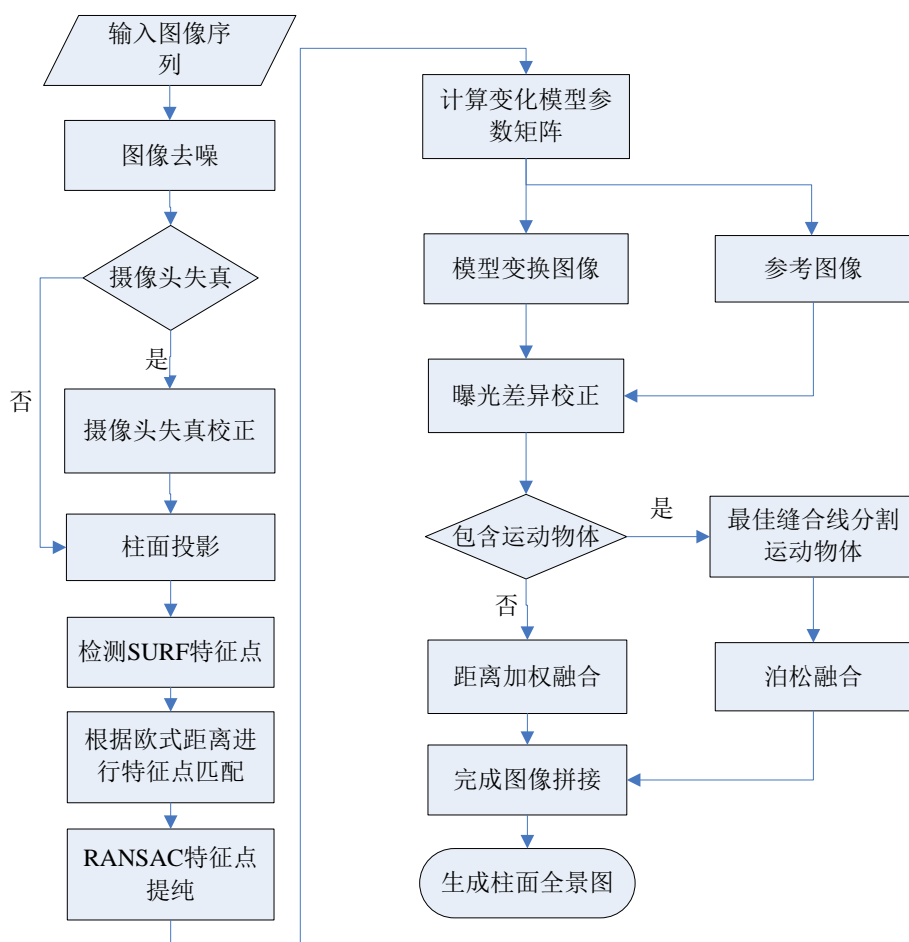 输入图像序
列
图像去噪
摄像头失真
是
否
摄像头失真校正
柱面投影
检测SURF特征点
根据欧式距离进
行特征点匹配
RANSAC特征点
提纯
计算变化模型参
数矩阵
模型变换图像
参考图像
曝光差异校正
包含运动物体
是
最佳缝合线分割
运动物体
否
距离加权融合
泊松融合
完成图像拼接
生成柱面全景图